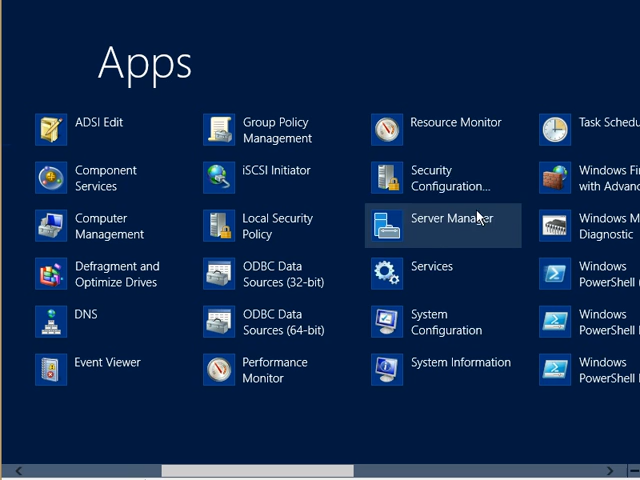 Apps
ADSI Edit
Component
Services
Computer
Management
Defragment and
Optimize Drives
DNS
Event Viewer
Group Policy
Management
iSCSI Initiator
Local Security
Policy
ODBC Data
Sources (32-bit)
ODBC Data
Sources (64-bit)
Performance
Monitor
Resource Monitor
Security
Configuration...
Server Manager
Services
System
Configuration
System Information
Task Schedu
Windows Fi
with Advan
Windows M
Diagnostic
Windows
PowerShell (
Windows
PowerShell I
Windows
PowerShell I